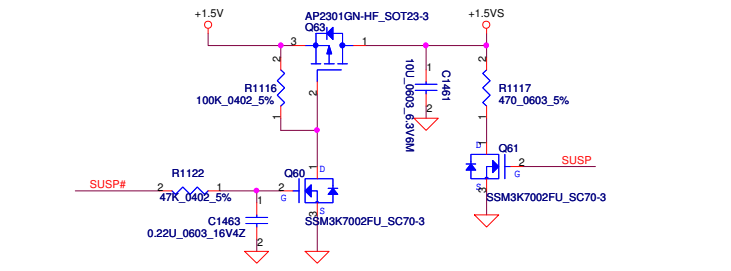 +1.5V
AP2301GN-HF_SOT23-3
Q63
+1.5VS
3
1
2
2
R1116
100K_0402_5%
1
2
1
C1461
10U_0603_6.3V6M
2
2
R1117
470_0603_5%
1
1
D
Q60
2
G
S
3
SSM3K7002FU_SC70-3
1
D
Q61
2
G
S
3
SUSP
SSM3K7002FU_SC70-3
SUSP#
2
R1122
1
47K_0402_5%
1
C1463
0.22U_0603_16V4Z
2